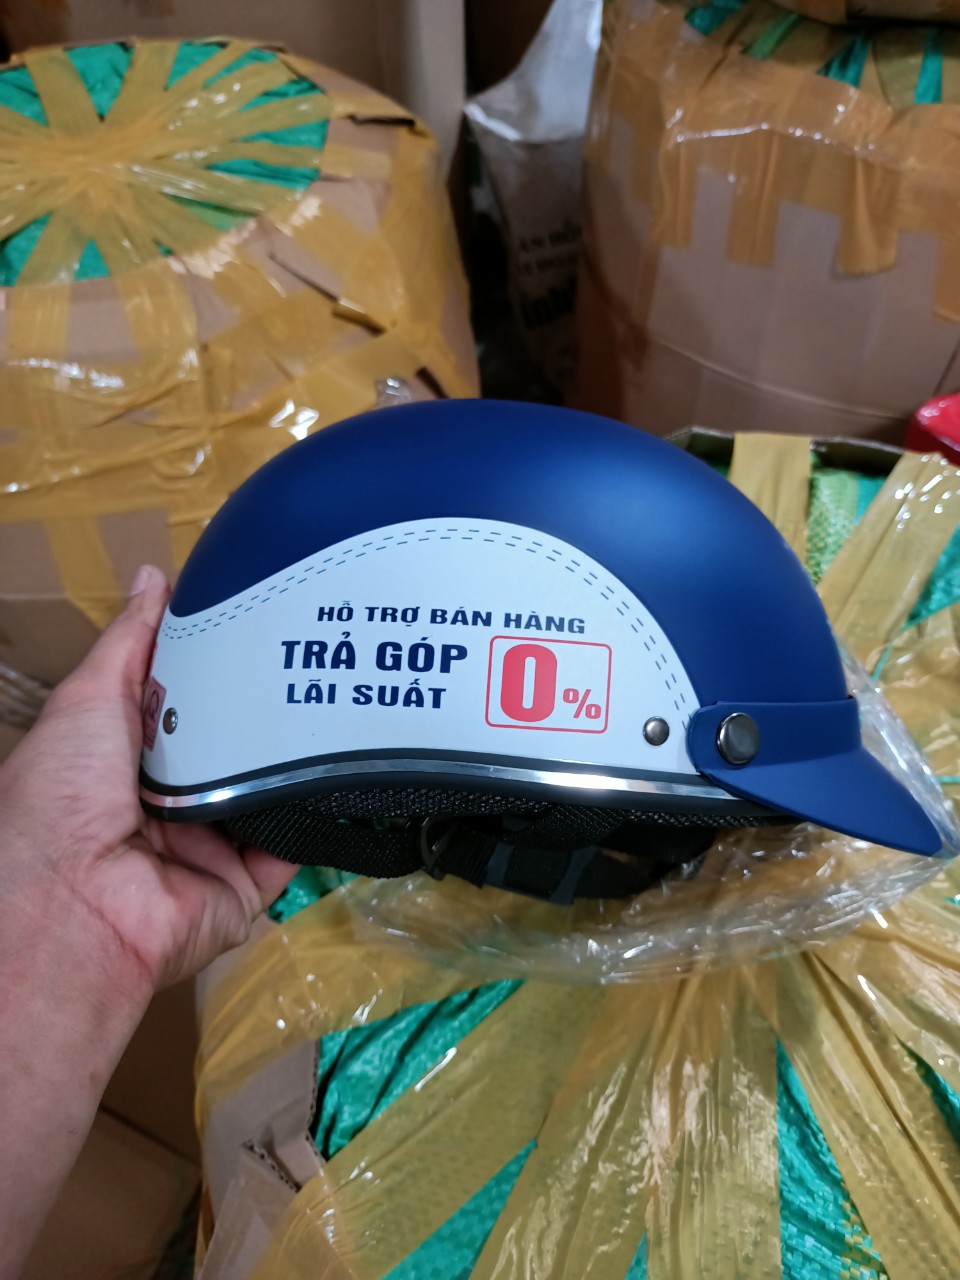 HỖ TRỢ BÁN HÀNG
TRẢ GÓP
LÃI SUẤT
0%